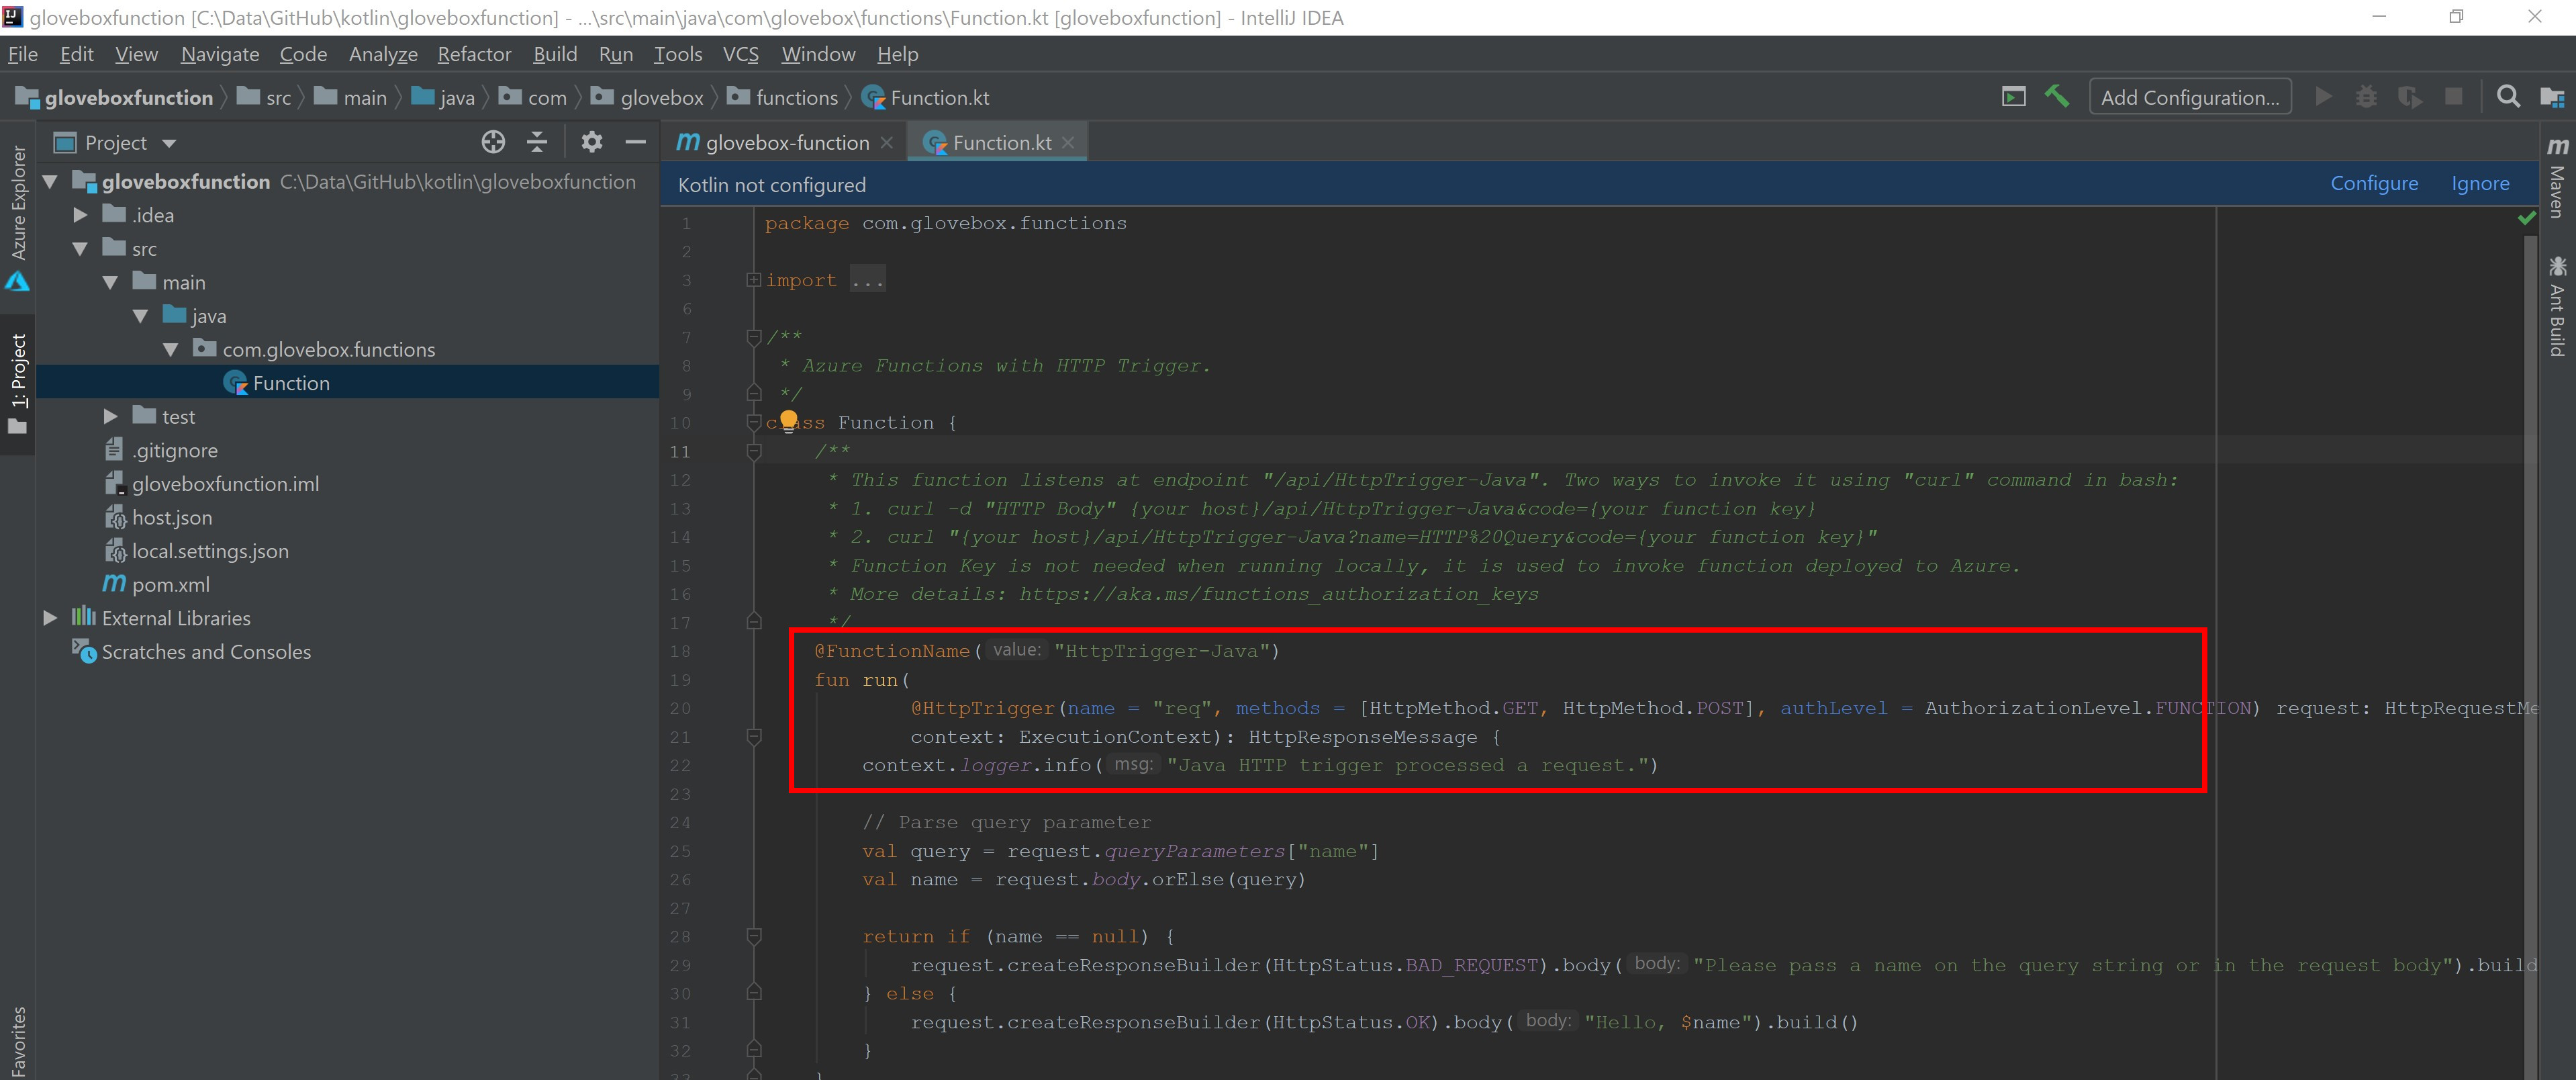 gloveboxfunction [C:\Data\GitHub\kotlin\gloveboxfunction] - ...\src\main\java\com\glovebox\functions\Function.kt [gloveboxfunction] - IntelliJ IDEA
File Edit View Navigate Code Analyze Refactor Build Run Tools VCS Window Help
gloveboxfunction src main java com glovebox functions Function.kt Add Configuration...
Project
glovebox-function Function.kt
Azure Explorer
1: Project
Favorites
gloveboxfunction C:\Data\GitHub\kotlin\gloveboxfunction
.idea
src
main
java
com.glovebox.functions
Function
test
.gitignore
gloveboxfunction.iml
host.json
local.settings.json
pom.xml
External Libraries
Scratches and Consoles
Kotlin not configured Configure Ignore
1 package com.glovebox.functions
2
3 import ...
6
7 /**
8 * Azure Functions with HTTP Trigger.
9 */
10 class Function {
11 /**
12 * This function listens at endpoint "/api/HttpTrigger-Java". Two ways to invoke it using "curl" command in bash:
13 * 1. curl -d "HTTP Body" {your host}/api/HttpTrigger-Java&code={your function key}
14 * 2. curl "{your host}/api/HttpTrigger-Java?name=HTTP%20Query&code={your function key}"
15 * Function Key is not needed when running locally, it is used to invoke function deployed to Azure.
16 * More details: https://aka.ms/functions_authorization_keys
17 */
18 @FunctionName( value: "HttpTrigger-Java")
19 fun run(
20 @HttpTrigger(name = "req", methods = [HttpMethod.GET, HttpMethod.POST], authLevel = AuthorizationLevel.FUNCTION) request: HttpRequestMe
21 context: ExecutionContext): HttpResponseMessage {
22 context.logger.info( msg: "Java HTTP trigger processed a request.")
23
24 // Parse query parameter
25 val query = request.queryParameters["name"]
26 val name = request.body.orElse(query)
27
28 return if (name == null) {
29 request.createResponseBuilder(HttpStatus.BAD_REQUEST).body( body: "Please pass a name on the query string or in the request body").build
30 } else {
31 request.createResponseBuilder(HttpStatus.OK).body( body: "Hello, $name").build()
32 }
33 }
Maven
Ant Build